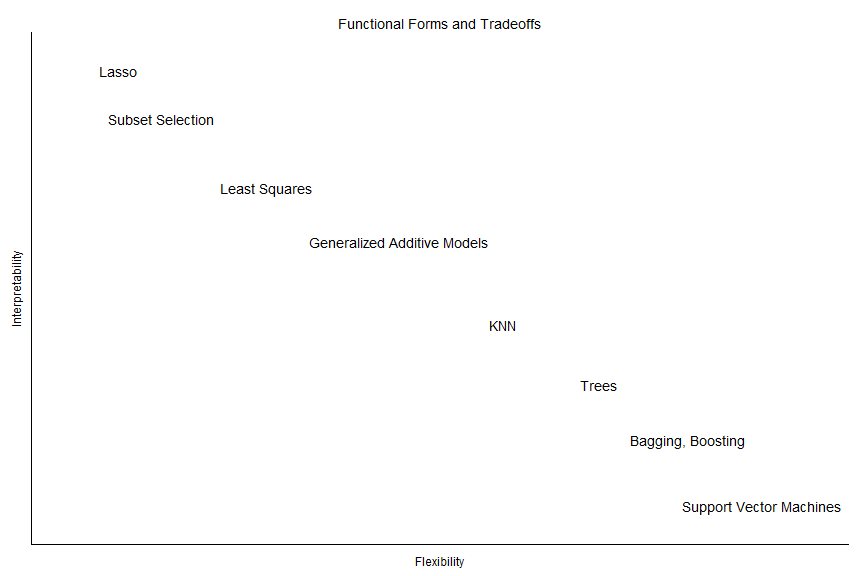 Functional Forms and Tradeoffs
Lasso
Subset Selection
Least Squares
Generalized Additive Models
Interpretability
KNN
Trees
Bagging, Boosting
Support Vector Machines
Flexibility